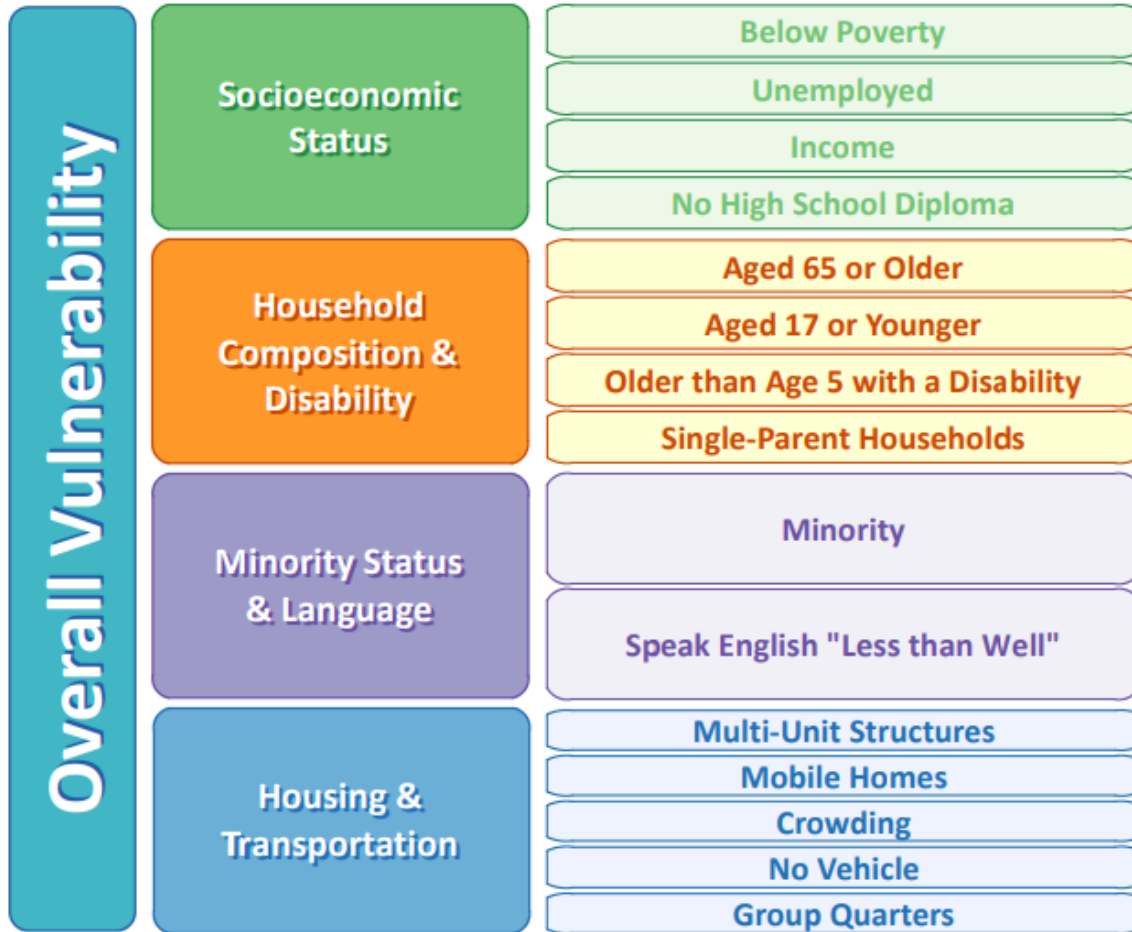 Overall Vulnerability
Socioeconomic
Status
Below Poverty
Unemployed
Income
No High School Diploma
Household
Composition &
Disability
Aged 65 or Older
Aged 17 or Younger
Older than Age 5 with a Disability
Single-Parent Households
Minority Status
& Language
Minority
Speak English "Less than Well"
Housing &
Transportation
Multi-Unit Structures
Mobile Homes
Crowding
No Vehicle
Group Quarters